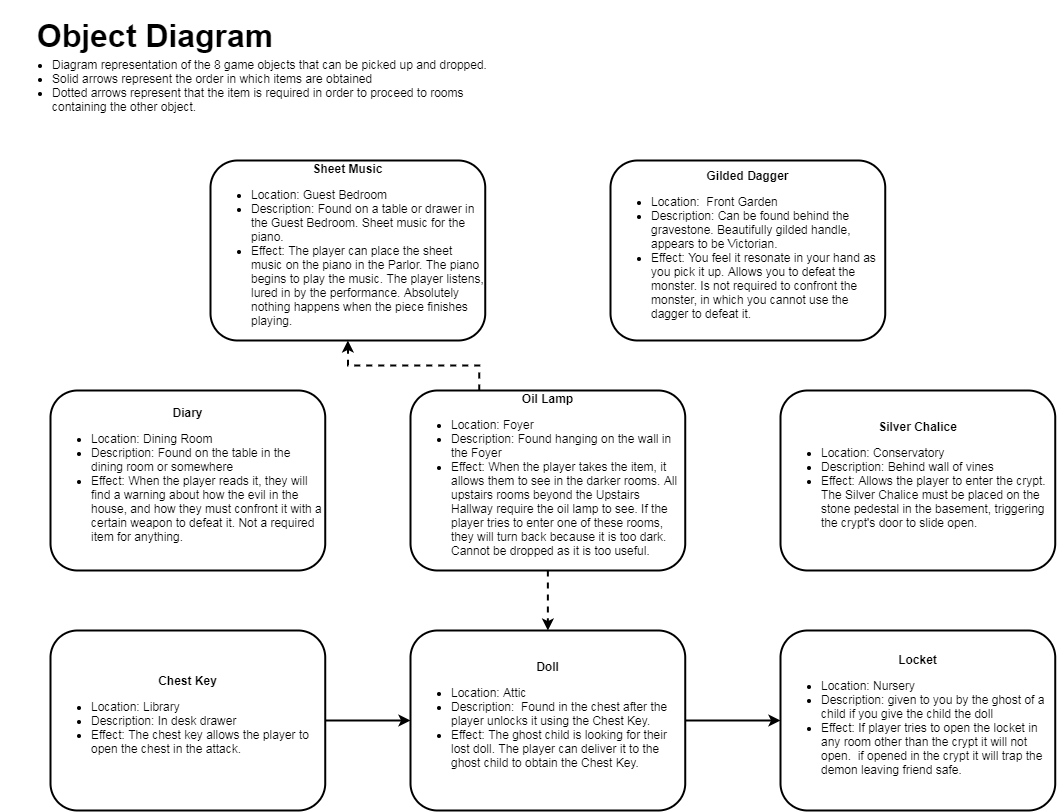 Object Diagram
Diagram representation of the 8 game objects that can be picked up and dropped.
Solid arrows represent the order in which items are obtained
Dotted arrows represent that the item is required in order to proceed to rooms
containing the other object.
Sheet Music
Location: Guest Bedroom
Description: Found on a table or drawer in
the Guest Bedroom. Sheet music for the
piano.
Effect: The player can place the sheet
music on the piano in the Parlor. The piano
begins to play the music. The player listens,
lured in by the performance. Absolutely
nothing happens when the piece finishes
playing.
Gilded Dagger
Location:  Front Garden
Description: Can be found behind the
gravestone. Beautifully gilded handle,
appears to be Victorian.
Effect: You feel it resonate in your hand as
you pick it up. Allows you to defeat the
monster. Is not required to confront the
monster, in which you cannot use the
dagger to defeat it.
Diary
Location: Dining Room
Description: Found on the table in the
dining room or somewhere
Effect: When the player reads it, they will
find a warning about how the evil in the
house, and how they must confront it with a
certain weapon to defeat it. Not a required
item for anything.
Oil Lamp
Location: Foyer
Description: Found hanging on the wall in
the Foyer
Effect: When the player takes the item, it
allows them to see in the darker rooms. All
upstairs rooms beyond the Upstairs
Hallway require the oil lamp to see. If the
player tries to enter one of these rooms,
they will turn back because it is too dark.
Cannot be dropped as it is too useful.
Silver Chalice
Location: Conservatory
Description: Behind wall of vines
Effect: Allows the player to enter the crypt.
The Silver Chalice must be placed on the
stone pedestal in the basement, triggering
the crypt's door to slide open.
Chest Key
Location: Library
Description: In desk drawer
Effect: The chest key allows the player to
open the chest in the attack.
Doll
Location: Attic
Description:  Found in the chest after the
player unlocks it using the Chest Key.
Effect: The ghost child is looking for their
lost doll. The player can deliver it to the
ghost child to obtain the Chest Key.
Locket
Location: Nursery
Description: given to you by the ghost of a
child if you give the child the doll
Effect: If player tries to open the locket in
any room other than the crypt it will not
open.  if opened in the crypt it will trap the
demon leaving friend safe.